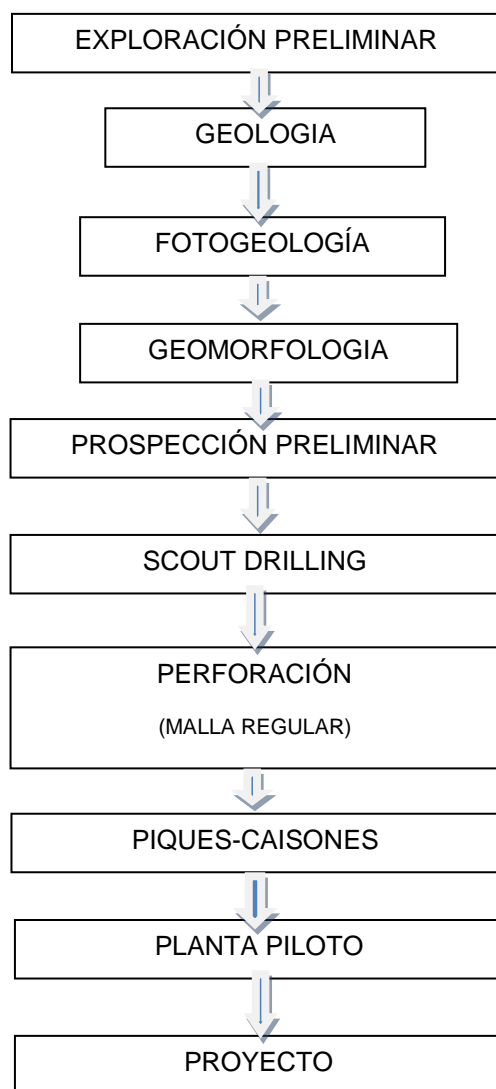 EXPLORACIÓN PRELIMINAR
GEOLOGIA
FOTOGEOLOGÍA
GEOMORFOLOGIA
PROSPECCIÓN PRELIMINAR
SCOUT DRILLING
PERFORACIÓN
(MALLA REGULAR)
PIQUES-CAISONES
PLANTA PILOTO
PROYECTO